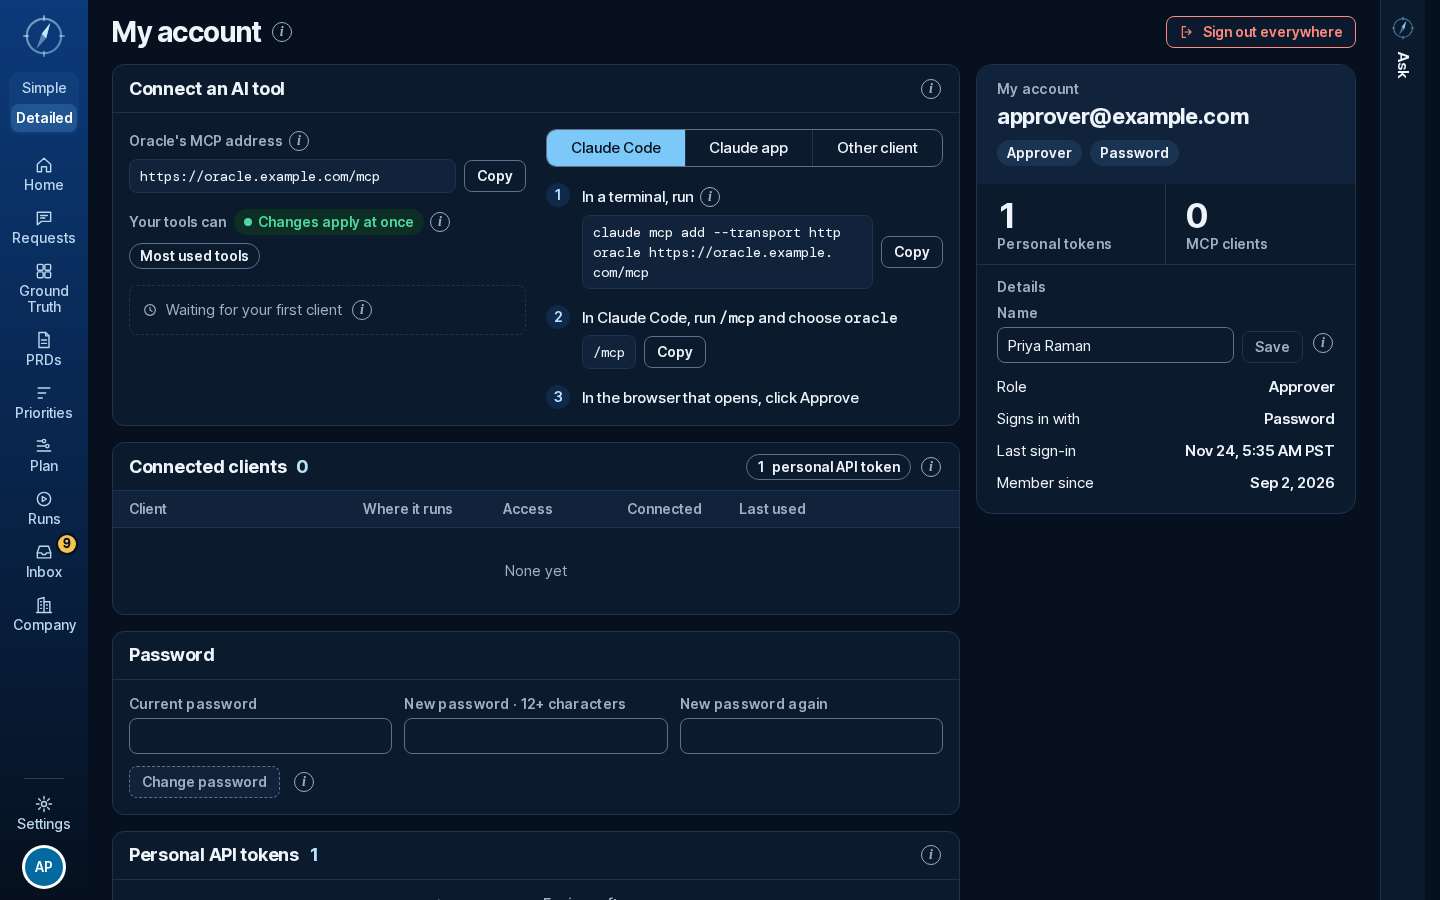 Simple
Detailed
Home
Requests
Ground
Truth
PRDs
Priorities
Plan
Runs
9
Inbox
Company
Settings
AP
My account
Sign out everywhere
Connect an AI tool
Oracle's MCP address
https://oracle.example.com/mcp
Copy
Your tools can
Changes apply at once
Most used tools
Waiting for your first client
Claude Code
Claude app
Other client
1
In a terminal, run
claude mcp add --transport http
oracle https://oracle.example.
com/mcp
Copy
2
In Claude Code, run /mcp and choose oracle
/mcp
Copy
3
In the browser that opens, click Approve
Connected clients 0
1 personal API token
Client
Where it runs
Access
Connected
Last used
None yet
Password
Current password
New password · 12+ characters
New password again
Change password
Personal API tokens 1
My account
approver@example.com
Approver
Password
1
Personal tokens
0
MCP clients
Details
Name
Priya Raman
Save
Role
Approver
Signs in with
Password
Last sign-in
Nov 24, 5:35 AM PST
Member since
Sep 2, 2026
Ask